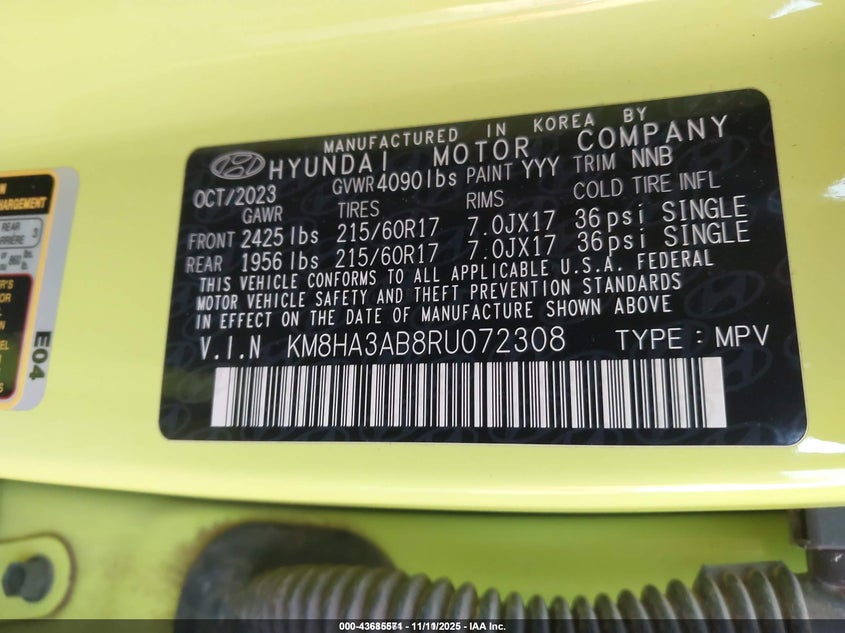 MANUFACTURED IN KOREA BY
HYUNDAI MOTOR COMPANY
OCT/2023 GVWR 4090lbs PAINT YYY TRIM NNB
GAWR TIRES RIMS COLD TIRE INFL
FRONT 2425 lbs 215/60R17 7.0JX17 36psi SINGLE
REAR 1956 lbs 215/60R17 7.0JX17 36psi SINGLE
THIS VEHICLE CONFORMS TO ALL APPLICABLE U.S.A. FEDERAL
MOTOR VEHICLE SAFETY AND THEFT PREVENTION STANDARDS
IN EFFECT ON THE DATE OF MANUFACTURE SHOWN ABOVE
V.I.N KM8HA3AB8RU072308 TYPE : MPV
REAR 3
E04
11/11/2025 - IAA Inc.